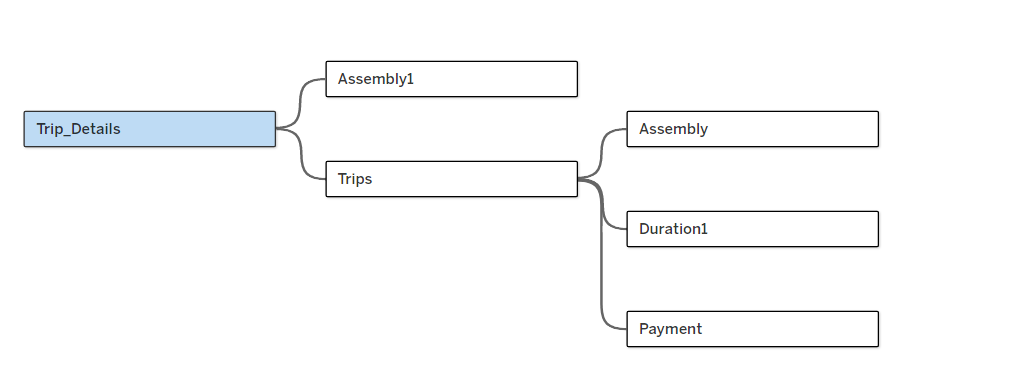 Assembly1
Trip_Details
Assembly
Trips
Duration1
Payment